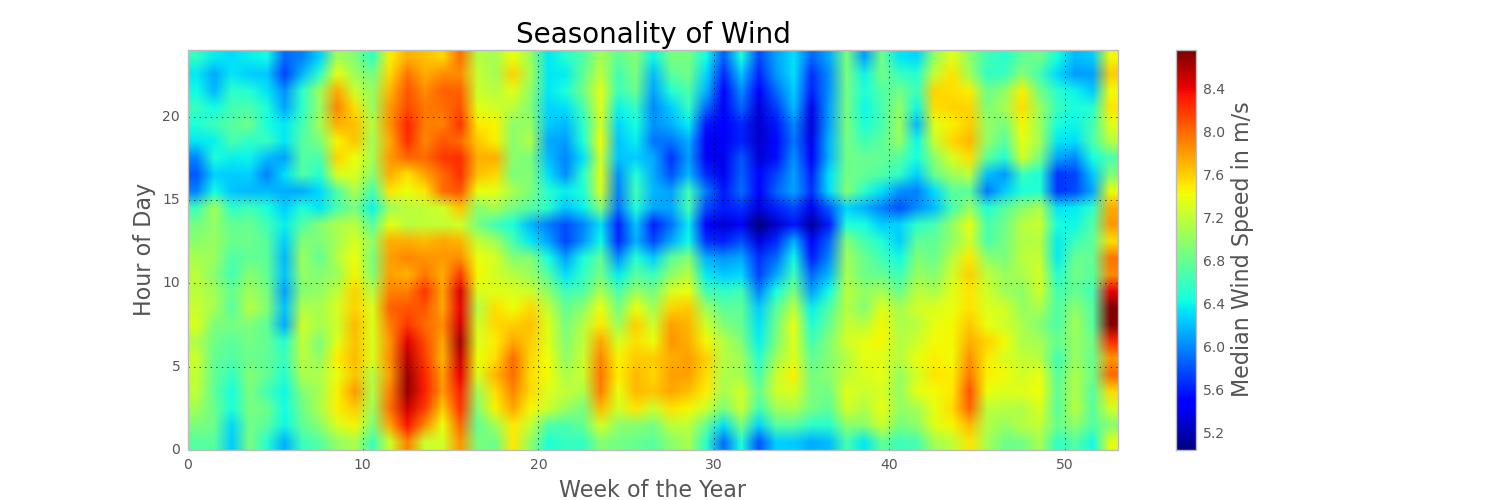 Seasonality of Wind
Hour of Day
20
15
10
5
0
0 10 20 30 40 50
Week of the Year
8.4
8.0
7.6
7.2
6.8
6.4
6.0
5.6
5.2
Median Wind Speed in m/s